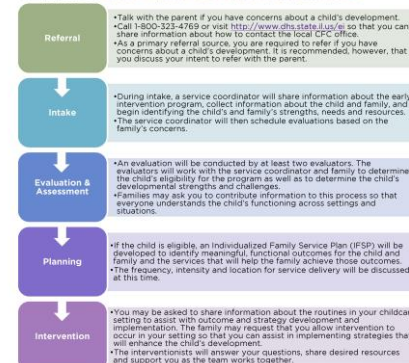 Referral
•Talk with the parent if you have concerns about a child's development.
•Call 1-800-323-4769 or visit http://www.dhs.state.il.us/ei so that you can
share information about how to contact the local CFC office.
•As a primary referral source, you are required to refer if you have
concerns about a child's development. It is recommended, however, that
you discuss your intent to refer with the parent.
Intake
•During intake, a service coordinator will share information about the early
intervention program, collect information about the child and family, and
begin identifying the child's and family's strengths, needs and resources.
•The service coordinator will then schedule evaluations based on the
family's concerns.
Evaluation &
Assessment
•An evaluation will be conducted by at least two evaluators. The
evaluators will work with the service coordinator and family to determine
the child's eligibility for the program as well as to determine the child's
developmental strengths and challenges.
•Families may ask you to contribute information to this process so that
everyone understands the child's functioning across settings and
situations.
Planning
•If the child is eligible, an Individualized Family Service Plan (IFSP) will be
developed to identify meaningful, functional outcomes for the child and
family and the services that will help the family achieve those outcomes.
•The frequency, intensity and location for service delivery will be discussed
at this time.
Intervention
•You may be asked to share information about the routines in your childcare
setting to assist with outcome and strategy development and
implementation. The family may request that you allow intervention to
occur in your setting so that you can assist in implementing strategies that
will enhance the child's development.
•The interventionists will answer your questions, share desired resources
and support you as the team works together.